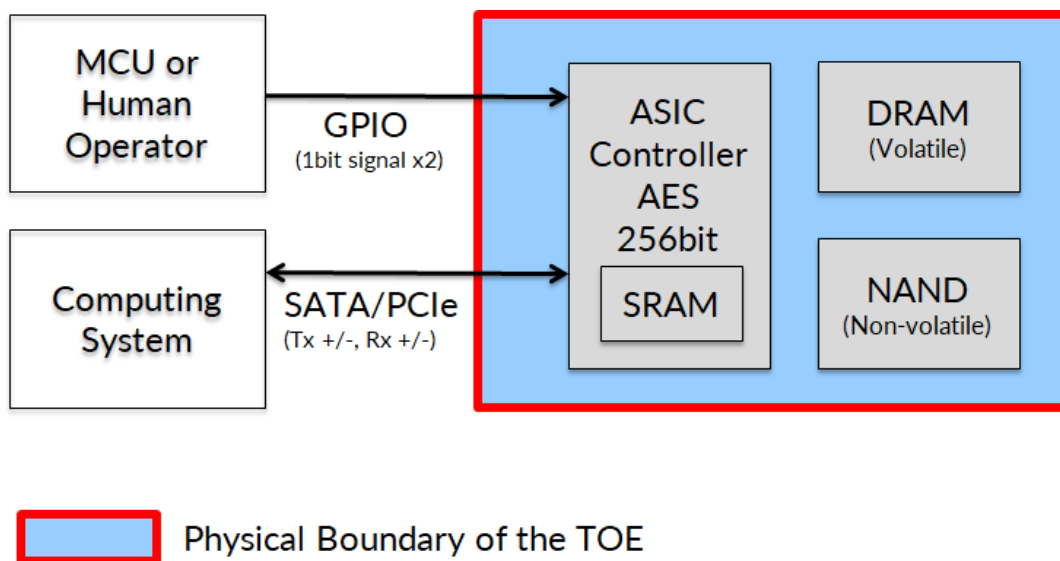 MCU or
Human
Operator
GPIO
(1bit signal x2)
ASIC
Controller
AES
256bit
SRAM
DRAM
(Volatile)
Computing
System
SATA/PCIe
(Tx +/-, Rx +/-)
NAND
(Non-volatile)
Physical Boundary of the TOE